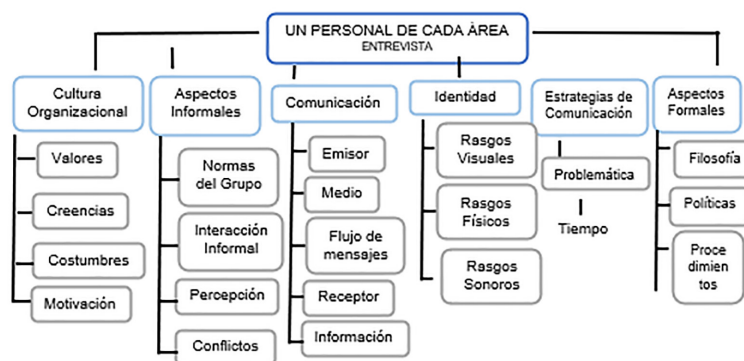 UN PERSONAL DE CADA ÀREA
ENTREVISTA
Cultura
Organizacional
Valores
Creencias
Costumbres
Motivación
Aspectos
Informales
Normas
del Grupo
Interacción
Informal
Percepción
Conflictos
Comunicación
Emisor
Medio
Flujo de
mensajes
Receptor
Información
Identidad
Rasgos
Visuales
Rasgos
Físicos
Rasgos
Sonoros
Estrategias de
Comunicación
Problemática
Tiempo
Aspectos
Formales
Filosofía
Políticas
Proce
dimien
tos